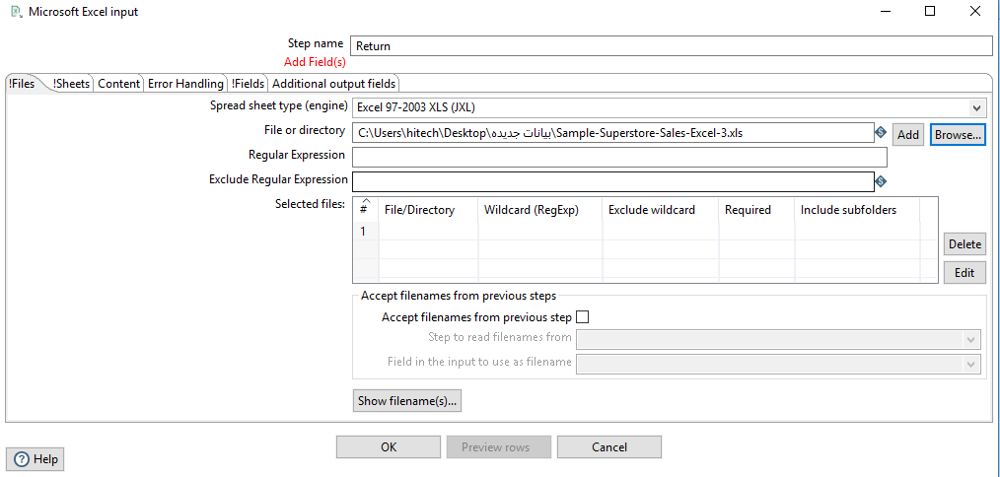 Microsoft Excel input
Step name Return
Add Field(s)
!Files !Sheets Content Error Handling !Fields Additional output fields
Spread sheet type (engine) Excel 97-2003 XLS (JXL)
File or directory C:\Users\hitech\Desktop\بيانات جديده\Sample-Superstore-Sales-Excel-3.xls Add Browse...
Regular Expression
Exclude Regular Expression
Selected files: # File/Directory Wildcard (RegExp) Exclude wildcard Required Include subfolders
1
Delete
Edit
Accept filenames from previous steps
Accept filenames from previous step
Step to read filenames from
Field in the input to use as filename
Show filename(s)...
OK Preview rows Cancel
Help